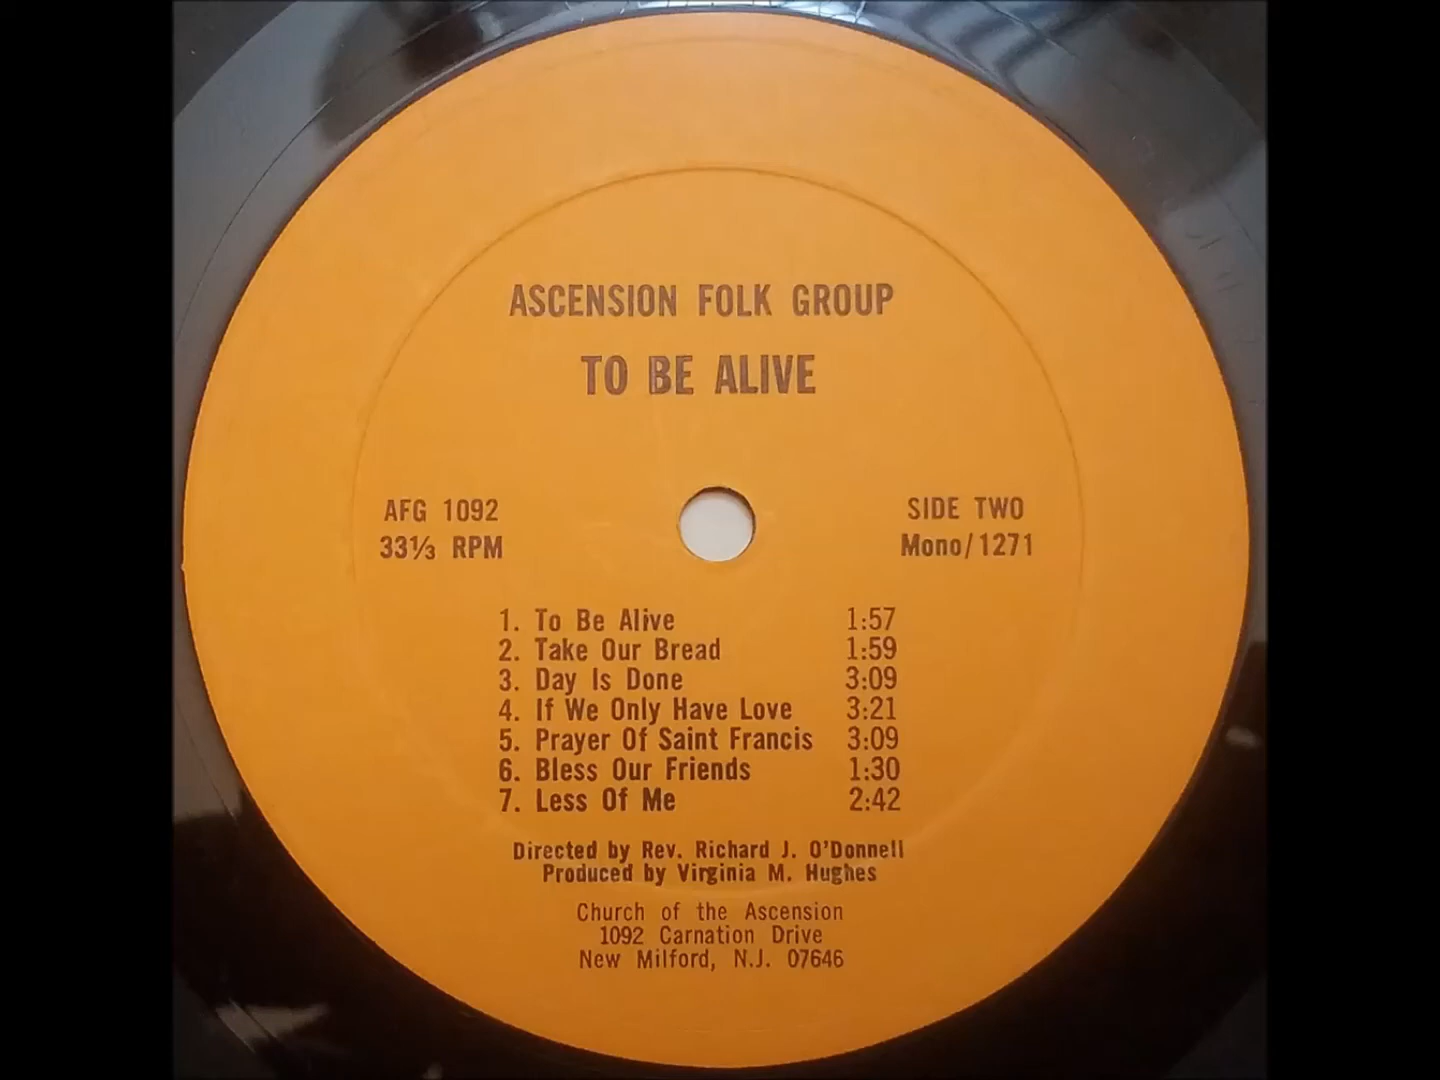 ASCENSION FOLK GROUP
TO BE ALIVE
AFG 1092
33⅓ RPM
SIDE TWO
Mono/1271
1. To Be Alive 1:57
2. Take Our Bread 1:59
3. Day Is Done 3:09
4. If We Only Have Love 3:21
5. Prayer Of Saint Francis 3:09
6. Bless Our Friends 1:30
7. Less Of Me 2:42
Directed by Rev. Richard J. O'Donnell
Produced by Virginia M. Hughes
Church of the Ascension
1092 Carnation Drive
New Milford, N.J. 07646